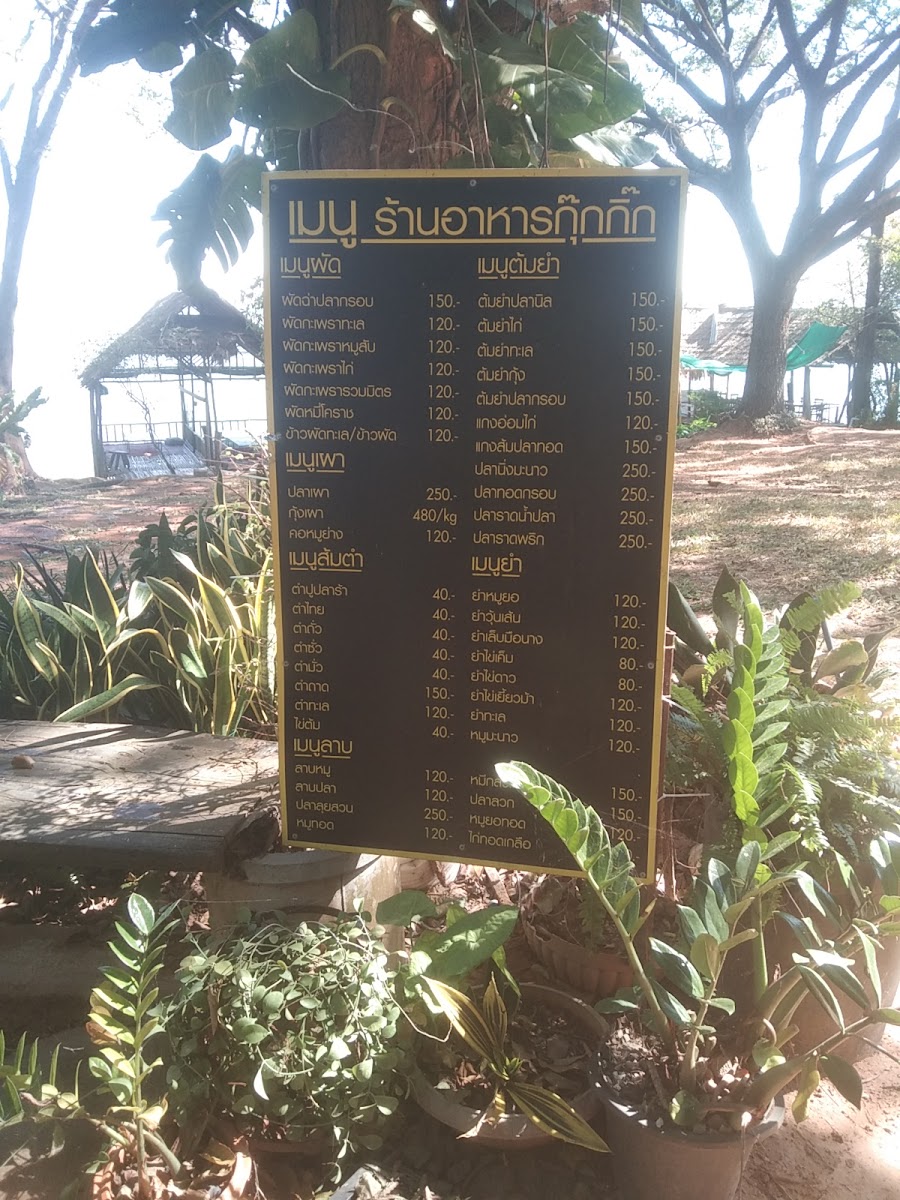 เมนู ร้านอาหารกุ๊กกิ๊ก
เมนูผัด
ผัดฉ่าปลากรอบ 150.-
ผัดกะเพราทะเล 120.-
ผัดกะเพราหมูสับ 120.-
ผัดกะเพราไก่ 120.-
ผัดกะเพรารวมมิตร 120.-
ผัดหมี่โคราช 120.-
ข้าวผัดทะเล/ข้าวผัด 120.-
เมนูเผา
ปลาเผา 250.-
กุ้งเผา 480/kg
คอหมูย่าง 120.-
เมนูส้มตำ
ตำปูปลาร้า 40.-
ตำไทย 40.-
ตำถั่ว 40.-
ตำซั่ว 40.-
ตำมั่ว 40.-
ตำถาด 150.-
ตำทะเล 120.-
ไข่ต้ม 40.-
เมนูลาบ
ลาบหมู 120.-
ลาบปลา 120.-
ปลาลุยสวน 250.-
หมูทอด 120.-
เมนูต้มยำ
ต้มยำปลานิล 150.-
ต้มยำไก่ 150.-
ต้มยำทะเล 150.-
ต้มยำกุ้ง 150.-
ต้มยำปลากรอบ 150.-
แกงอ่อมไก่ 120.-
แกงส้มปลาทอด 150.-
ปลานึ่งมะนาว 250.-
ปลาทอดกรอบ 250.-
ปลาราดน้ำปลา 250.-
ปลาราดพริก 250.-
เมนูยำ
ยำหมูยอ 120.-
ยำวุ้นเส้น 120.-
ยำเล็บมือนาง 120.-
ยำไข่เค็ม 80.-
ยำไข่ดาว 80.-
ยำไข่เยี่ยวม้า 120.-
ยำทะเล 120.-
หมูมะนาว 120.-
150.-
ปลาลวก 150.-
หมูยอทอด 120.-
ไก่ทอดเกลือ